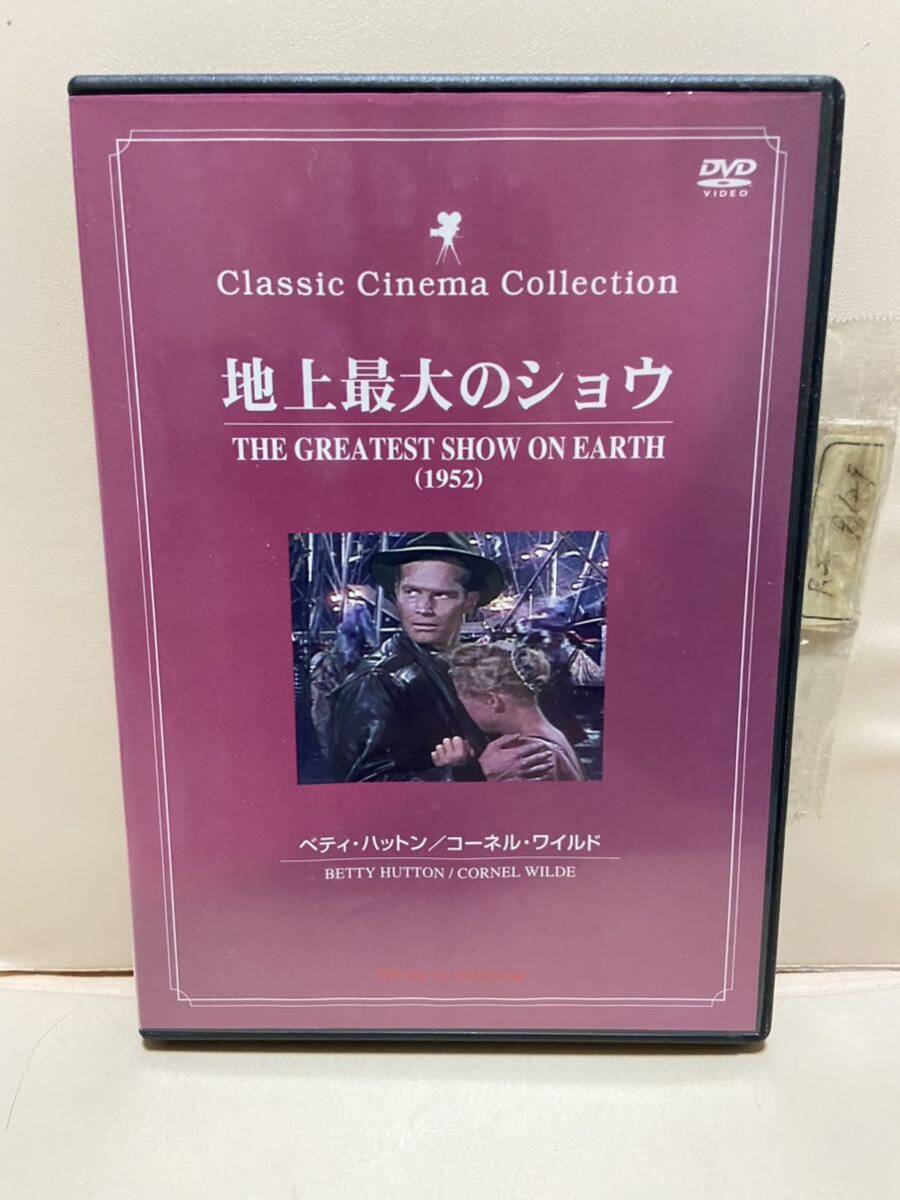 DVD
VIDEO
Classic Cinema Collection
地上最大のショウ
THE GREATEST SHOW ON EARTH
(1952)
ベティ・ハットン／コーネル・ワイルド
BETTY HUTTON / CORNEL WILDE